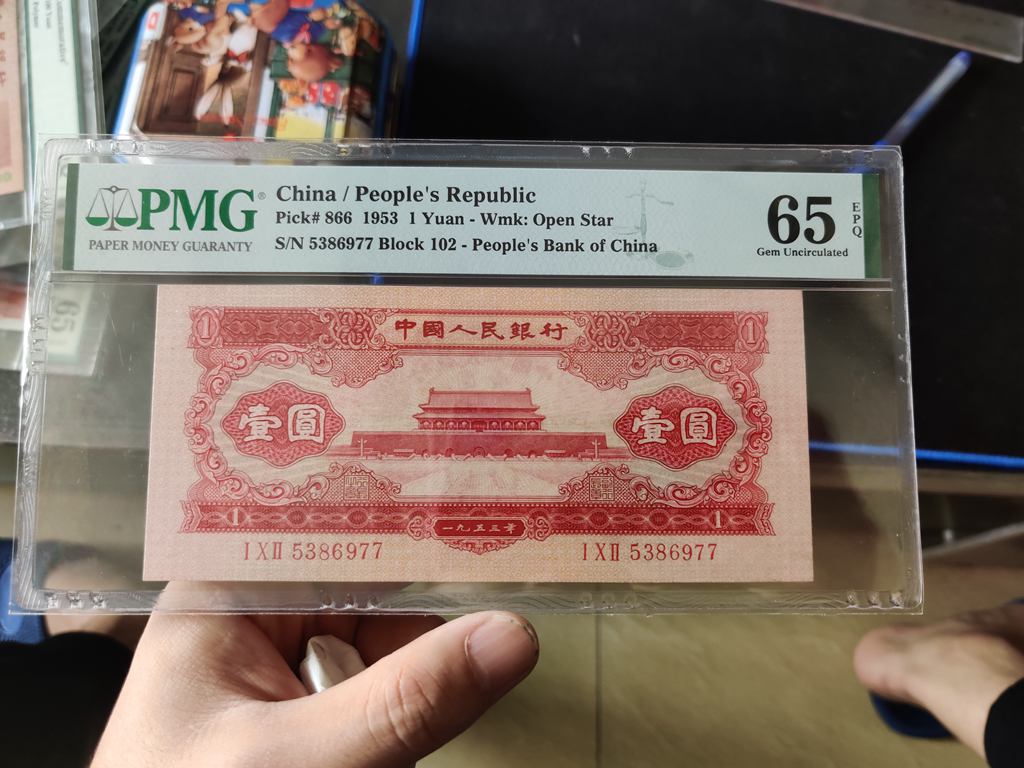 PMG®
PAPER MONEY GUARANTY
China / People's Republic
Pick# 866 1953 1 Yuan - Wmk: Open Star
S/N 5386977 Block 102 - People's Bank of China
65
EPQ
Gem Uncirculated
1 中國人民銀行 1
壹圓 壹圓
1 一九五三年 1
I X II 5386977 I X II 5386977
65